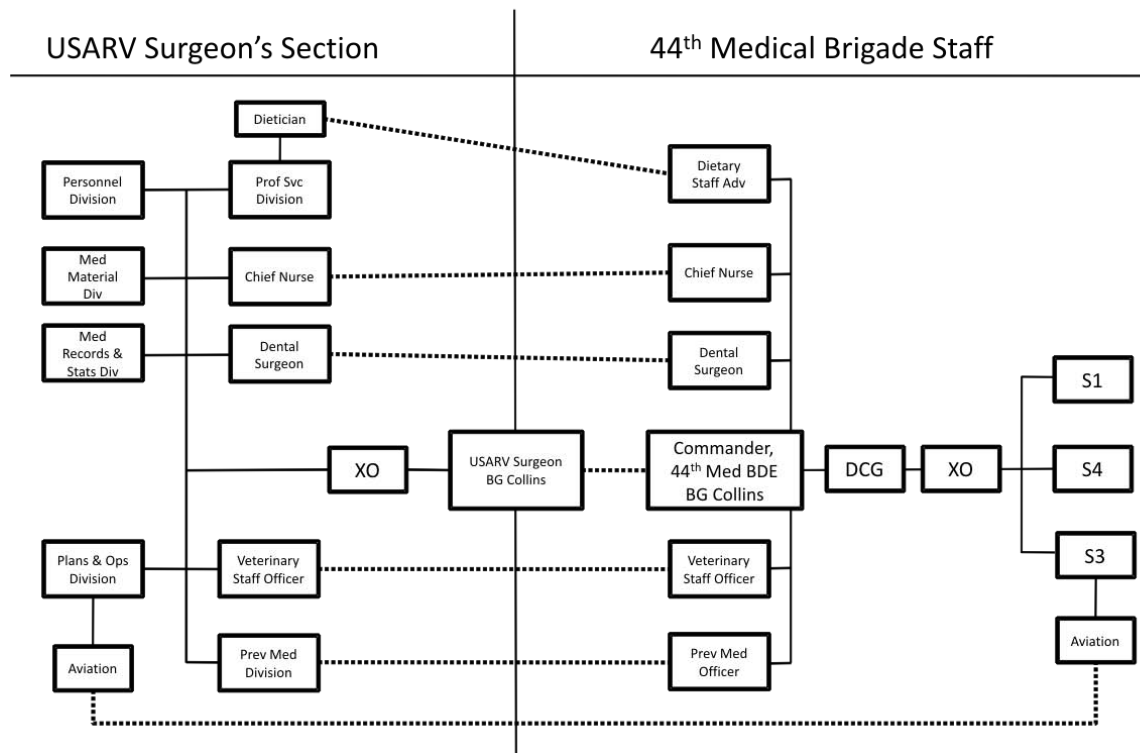 USARV Surgeon's Section
44th Medical Brigade Staff
Dietician
Personnel
Division
Prof Svc
Division
Dietary
Staff Adv
Med
Material
Div
Chief Nurse
Chief Nurse
Med
Records &
Stats Div
Dental
Surgeon
Dental
Surgeon
S1
XO
USARV Surgeon
BG Collins
Commander,
44th Med BDE
BG Collins
DCG
XO
S4
Plans & Ops
Division
Veterinary
Staff Officer
Veterinary
Staff Officer
S3
Aviation
Prev Med
Division
Prev Med
Officer
Aviation